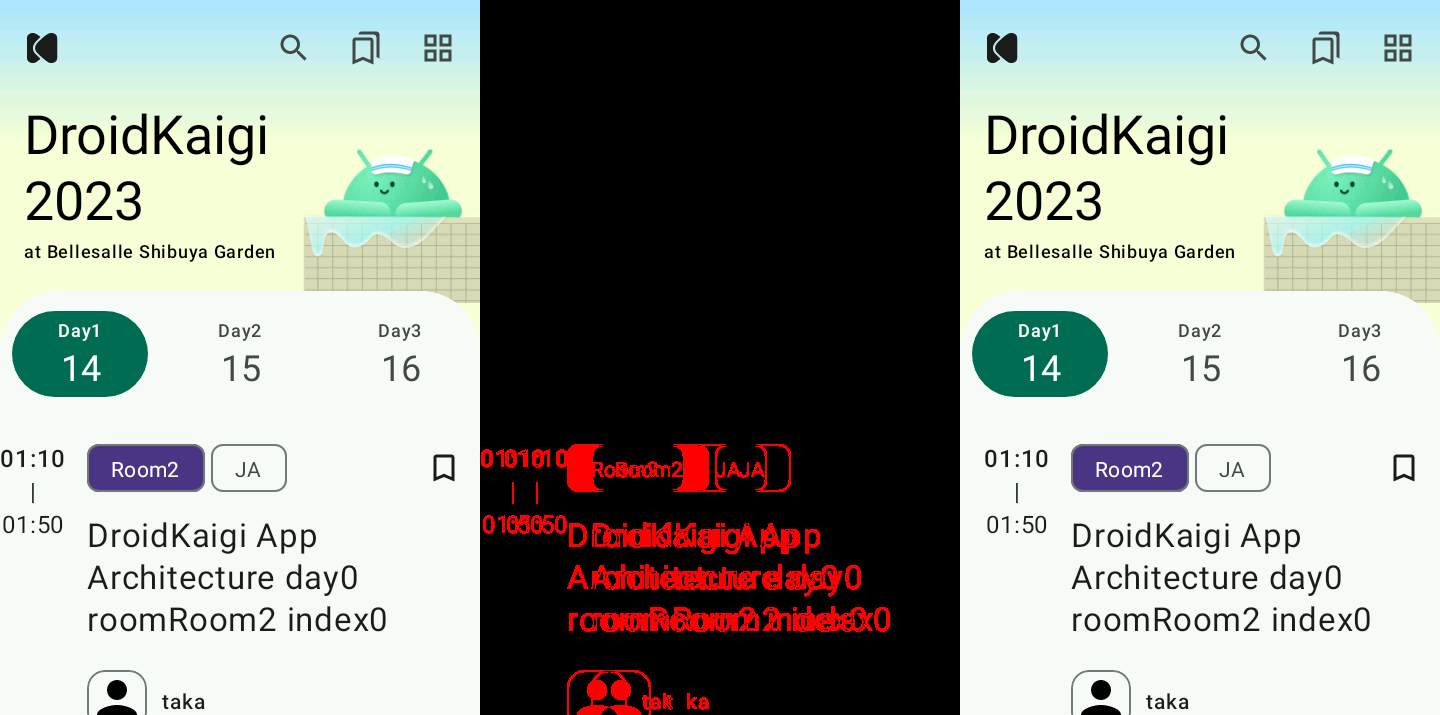 DroidKaigi
2023
at Bellesalle Shibuya Garden
Day1 Day2 Day3
14 15 16
01:10 Room2 JA
01:50
DroidKaigi App
Architecture day0
roomRoom2 index0
taka
DroidKaigi
2023
at Bellesalle Shibuya Garden
Day1 Day2 Day3
14 15 16
01:10 Room2 JA
01:50
DroidKaigi App
Architecture day0
roomRoom2 index0
taka